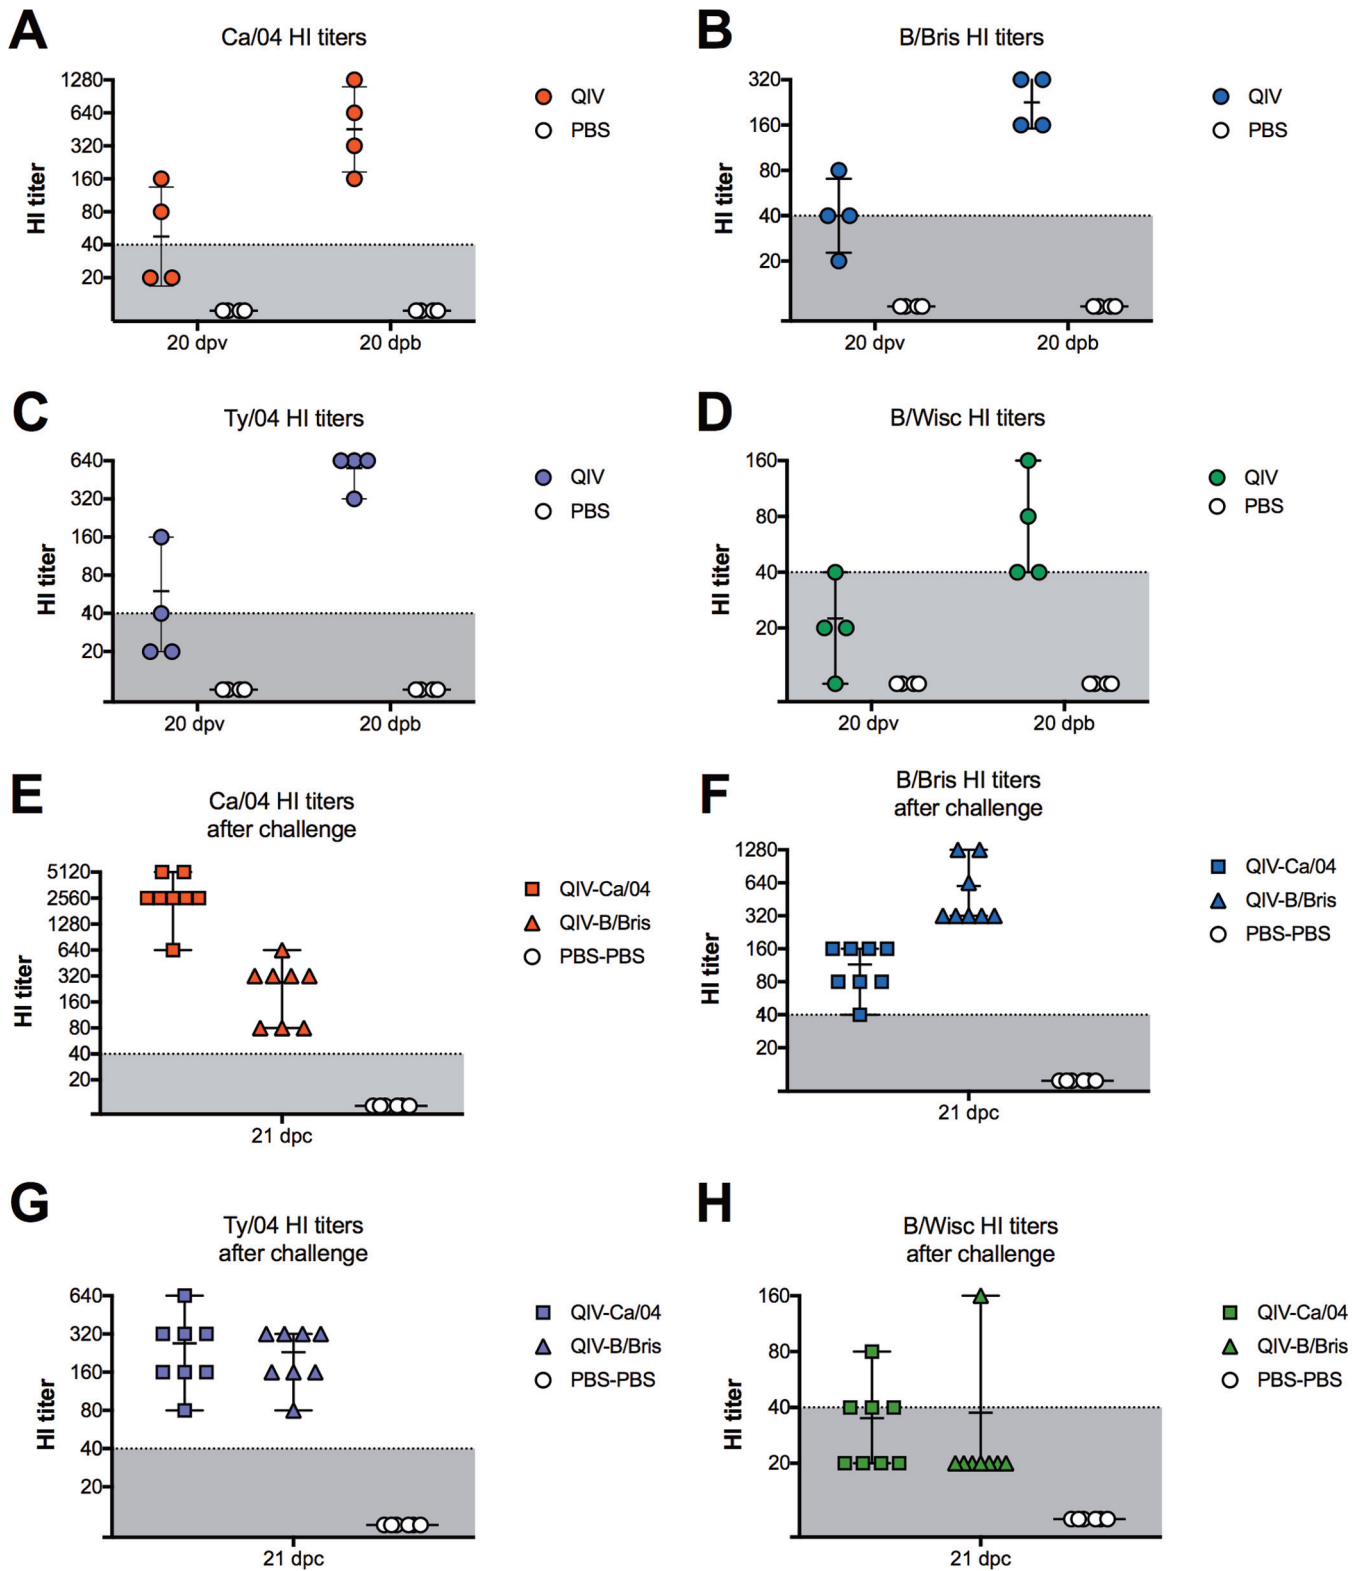 A
Ca/04 HI titers
HI titer
1280
640
320
160
80
40
20
20 dpv
20 dpb
QIV
PBS
B
B/Bris HI titers
HI titer
320
160
80
40
20
20 dpv
20 dpb
QIV
PBS
C
Ty/04 HI titers
HI titer
640
320
160
80
40
20
20 dpv
20 dpb
QIV
PBS
D
B/Wisc HI titers
HI titer
160
80
40
20
20 dpv
20 dpb
QIV
PBS
E
Ca/04 HI titers
after challenge
HI titer
5120
2560
1280
640
320
160
80
40
20
21 dpc
QIV-Ca/04
QIV-B/Bris
PBS-PBS
F
B/Bris HI titers
after challenge
HI titer
1280
640
320
160
80
40
20
21 dpc
QIV-Ca/04
QIV-B/Bris
PBS-PBS
G
Ty/04 HI titers
after challenge
HI titer
640
320
160
80
40
20
21 dpc
QIV-Ca/04
QIV-B/Bris
PBS-PBS
H
B/Wisc HI titers
after challenge
HI titer
160
80
40
20
21 dpc
QIV-Ca/04
QIV-B/Bris
PBS-PBS